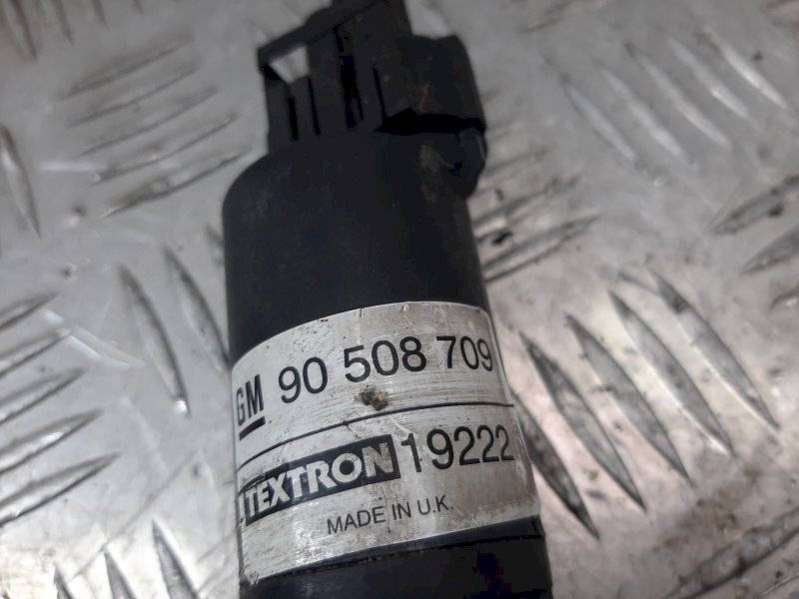 GM 90 508 709
TEXTRON 19222
MADE IN U.K.